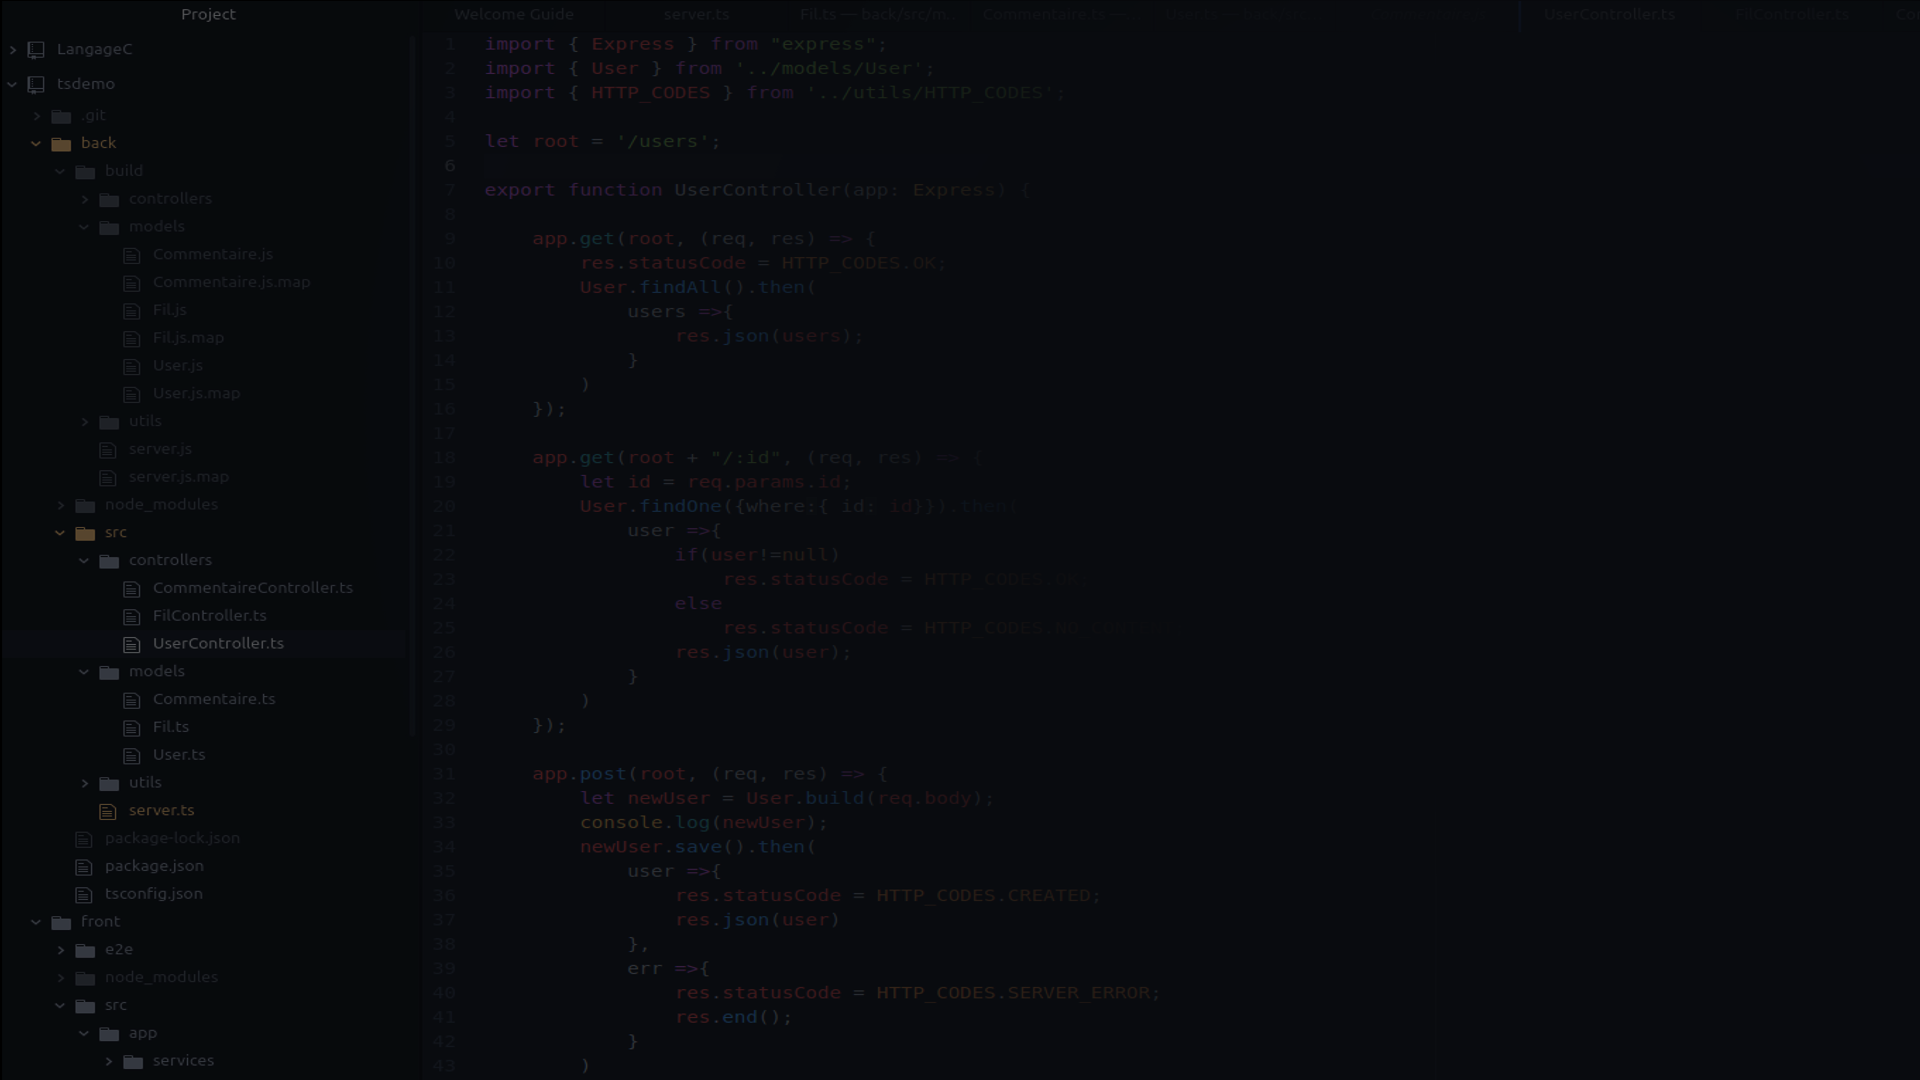 Project
LangageC
tsdemo
.git
back
build
controllers
models
Commentaire.js
Commentaire.js.map
Fil.js
Fil.js.map
User.js
User.js.map
utils
server.js
server.js.map
node_modules
src
controllers
CommentaireController.ts
FilController.ts
UserController.ts
models
Commentaire.ts
Fil.ts
User.ts
utils
server.ts
package-lock.json
package.json
tsconfig.json
front
e2e
node_modules
src
app
services
Welcome Guide server.ts Fil.ts — back/src/m... Commentaire.ts — UserController.ts FilController.ts
1 import { Express } from "express";
2 import { User } from '../models/User';
3 import { HTTP_CODES } from '../utils/HTTP_CODES';
4
5 let root = '/users';
6
7 export function UserController(app: Express) {
8
9 app.get(root, (req, res) => {
10 res.statusCode = HTTP_CODES.OK;
11 User.findAll().then(
12 users =>{
13 res.json(users);
14 }
15 )
16 });
17
18 app.get(root + "/:id", (req, res) => {
19 let id = req.params.id;
20 User.findOne({where:{ id: id}}).then(
21 user =>{
22 if(user!=null)
23 res.statusCode = HTTP_CODES.OK;
24 else
25 res.statusCode = HTTP_CODES.
26 res.json(user);
27 }
28 )
29 });
30
31 app.post(root, (req, res) => {
32 let newUser = User.build(req.body);
33 console.log(newUser);
34 newUser.save().then(
35 user =>{
36 res.statusCode = HTTP_CODES.CREATED;
37 res.json(user)
38 },
39 err =>{
40 res.statusCode = HTTP_CODES.SERVER_ERROR;
41 res.end();
42 }
43 )